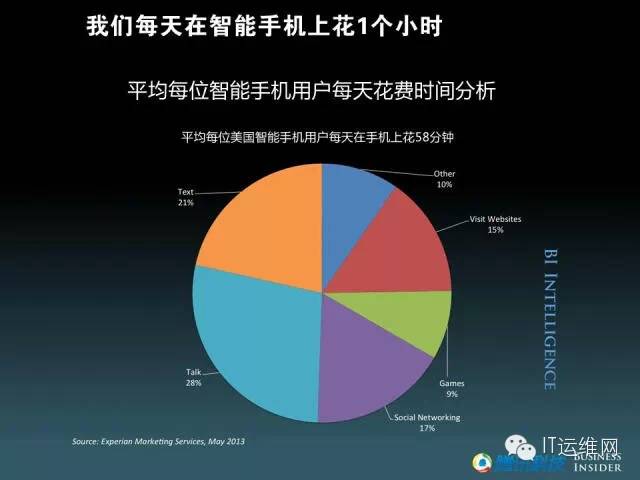 我们每天在智能手机上花1个小时
平均每位智能手机用户每天花费时间分析
平均每位美国智能手机用户每天在手机上花58分钟
Other
10%
Text
21%
Visit Websites
15%
BI INTELLIGENCE
Talk
28%
Games
9%
Social Networking
17%
Source: Experian Marketing Services, May 2013
IT运维网
BUSINESS
INSIDER